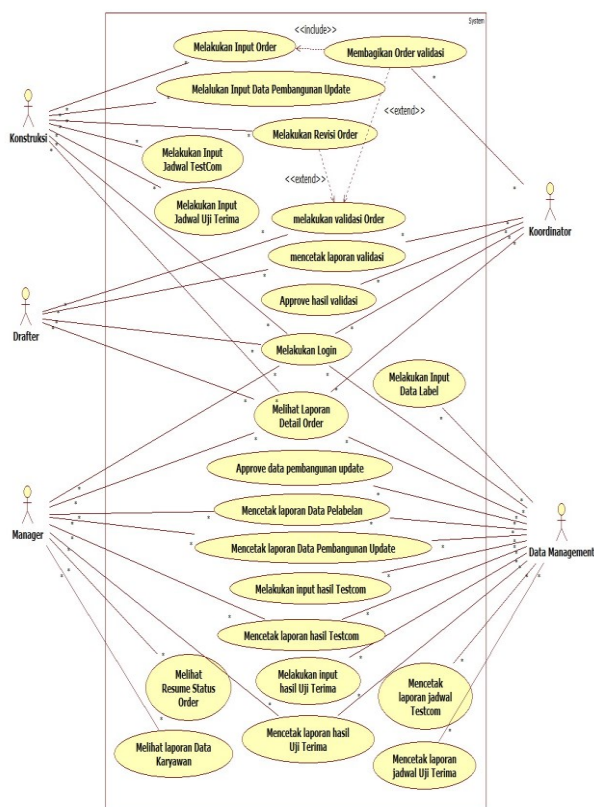 System
<<include>>
Melakukan Input Order
Membagikan Order validasi
Melalukan Input Data Pembangunan Update
<<extend>>
Konstruksi
Melakukan Revisi Order
Melakukan Input
Jadwal TestCom
<<extend>>
Melakukan Input
Jadwal Uji Terima
melakukan validasi Order
Koordinator
mencetak laporan validasi
Approve hasil validasi
Drafter
Melakukan Login
Melakukan Input
Data Label
Melihat Laporan
Detail Order
Approve data pembangunan update
Mencetak laporan Data Pelabelan
Manager
Mencetak laporan Data Pembangunan Update
Data Management
Melakukan input hasil Testcom
Mencetak laporan hasil Testcom
Melihat
Resume Status
Order
Melakukan input
hasil Uji Terima
Mencetak
laporan jadwal
Testcom
Mencetak laporan hasil
Uji Terima
Melihat laporan Data
Karyawan
Mencetak laporan
jadwal Uji Terima